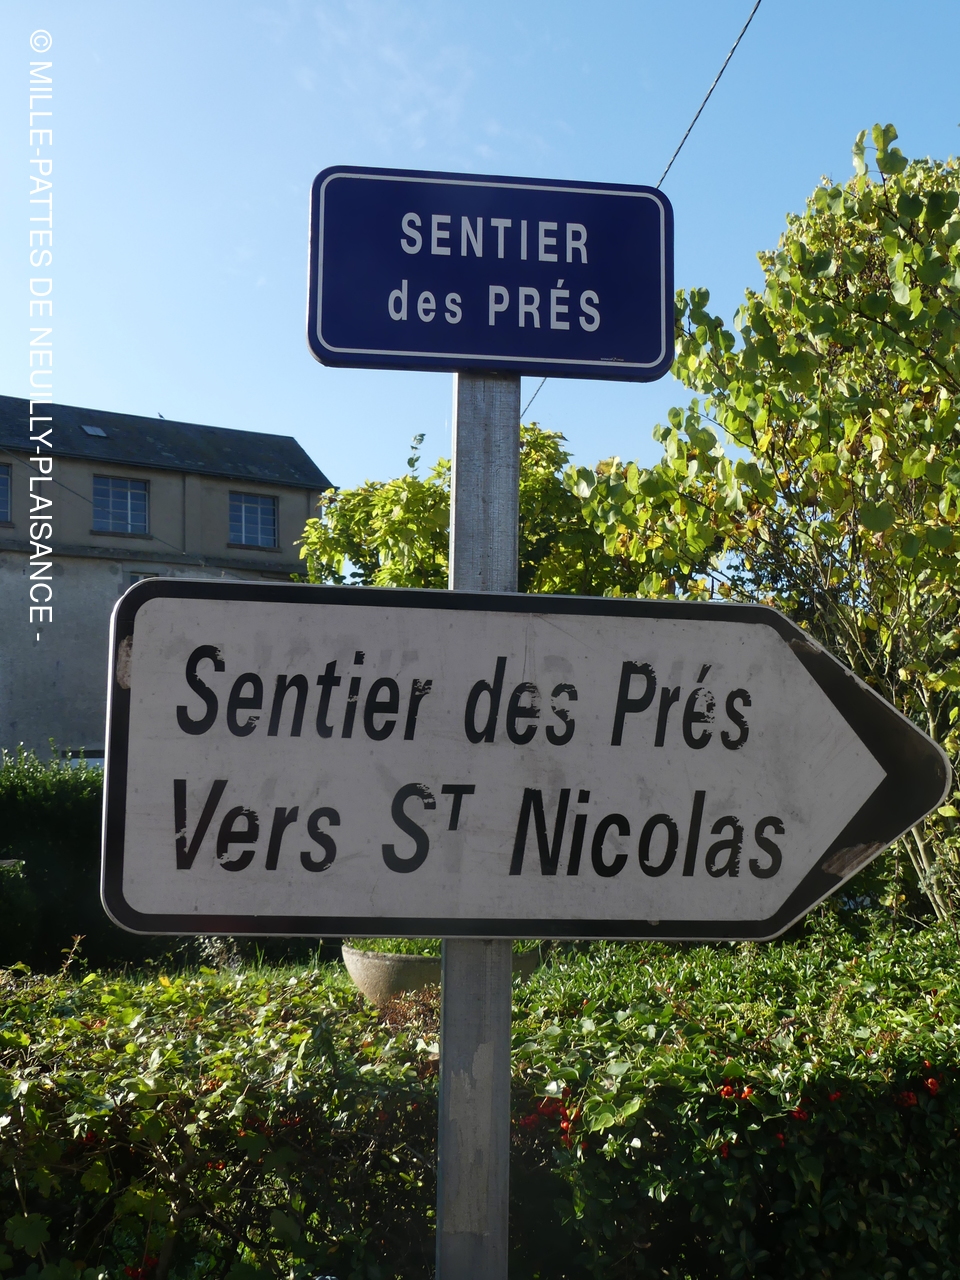 © MILLE-PATTES DE NEUILLY-PLAISANCE -
SENTIER
des PRÉS
Sentier des Prés
Vers Sᵀ Nicolas